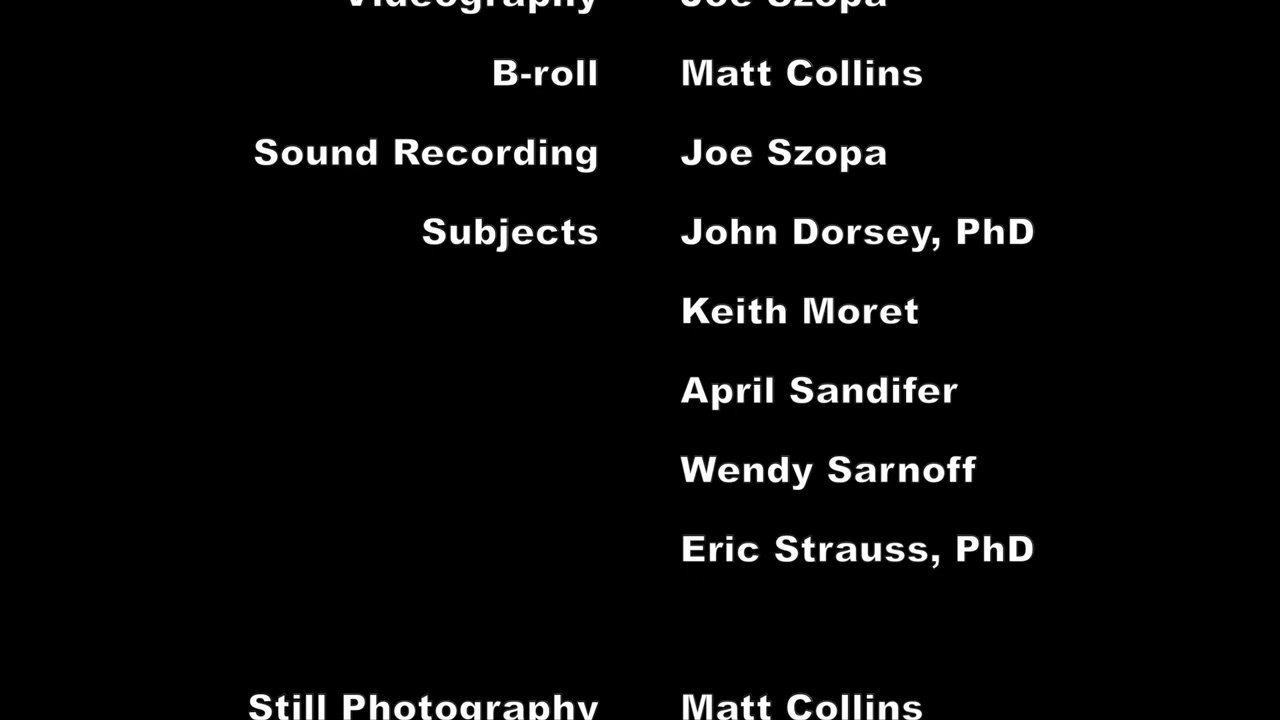 Videography Joe Szopa
B-roll Matt Collins
Sound Recording Joe Szopa
Subjects John Dorsey, PhD
Keith Moret
April Sandifer
Wendy Sarnoff
Eric Strauss, PhD
Still Photography Matt Collins